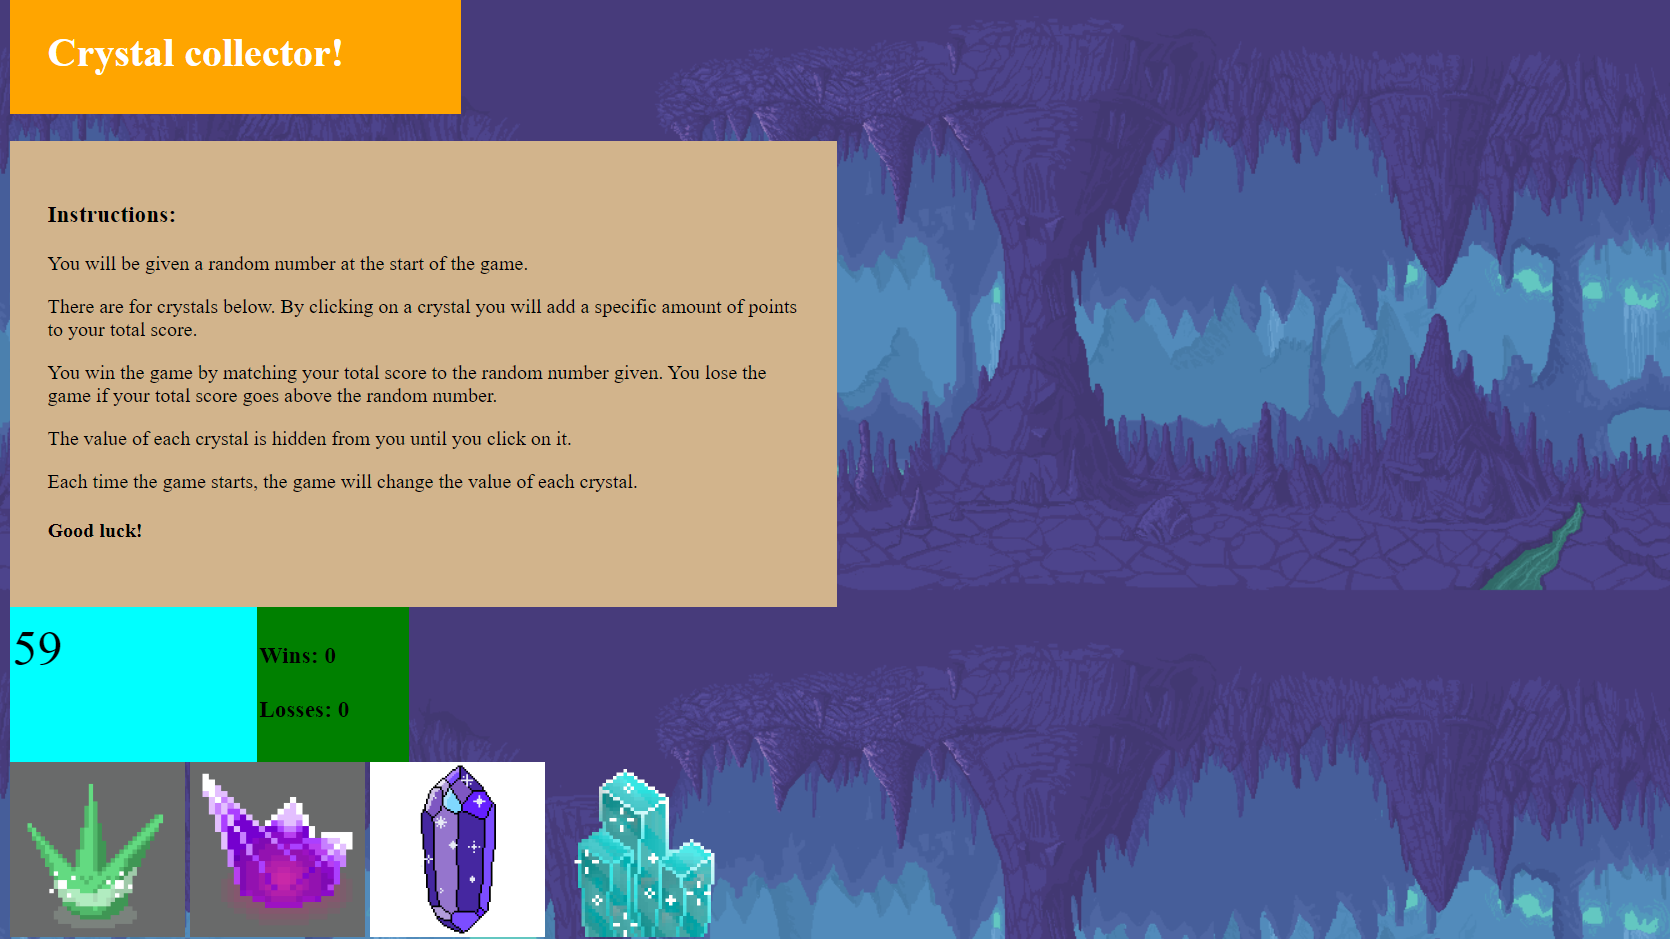 Crystal collector!
Instructions:
You will be given a random number at the start of the game.
There are for crystals below. By clicking on a crystal you will add a specific amount of points
to your total score.
You win the game by matching your total score to the random number given. You lose the
game if your total score goes above the random number.
The value of each crystal is hidden from you until you click on it.
Each time the game starts, the game will change the value of each crystal.
Good luck!
59
Wins: 0
Losses: 0